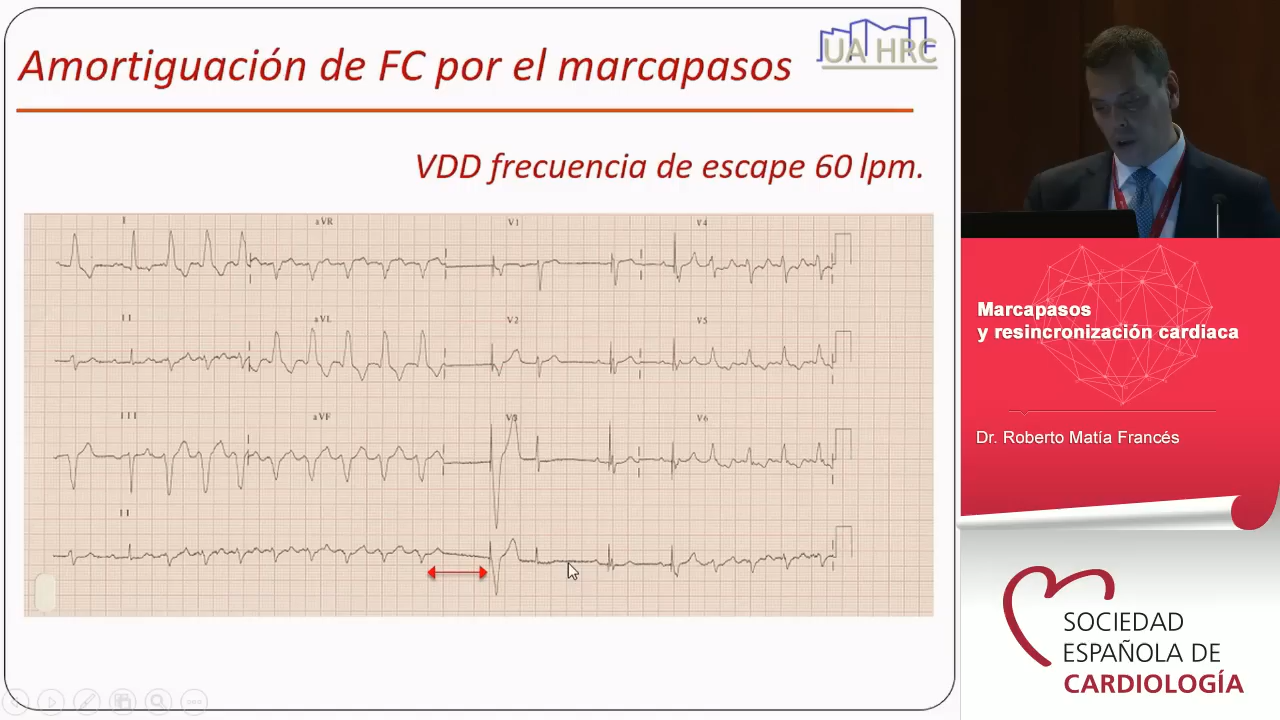 Amortiguación de FC por el marcapasos
UA HRC
VDD frecuencia de escape 60 lpm.
I
aVR
V1
V4
II
aVL
V2
V5
III
aVF
V3
V6
II
Marcapasos
y resincronización cardiaca
Dr. Roberto Matía Francés
SOCIEDAD
ESPAÑOLA DE
CARDIOLOGÍA